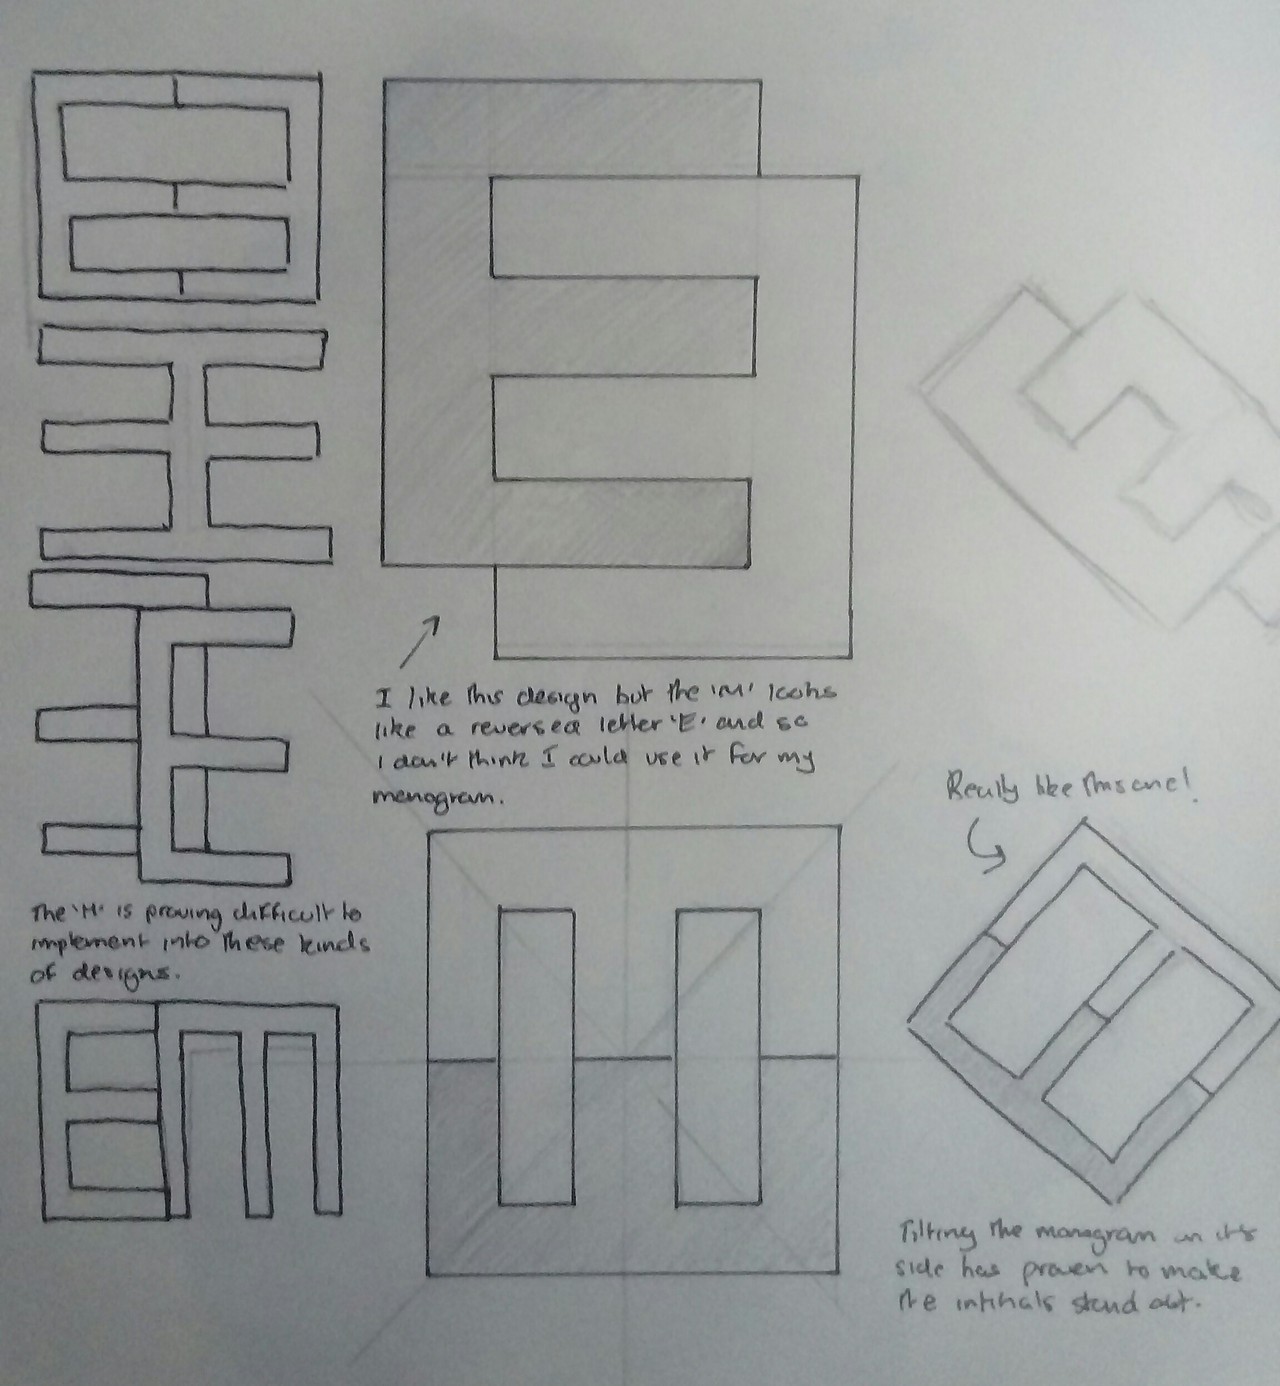 I like this design but the 'M' looks
like a reversed letter 'E' and so
I don't think I could use it for my
monogram.
Really like this one!
The 'M' is proving difficult to
implement into these kinds
of designs.
Tilting the monogram on it's
side has proven to make
the intihals stand out.